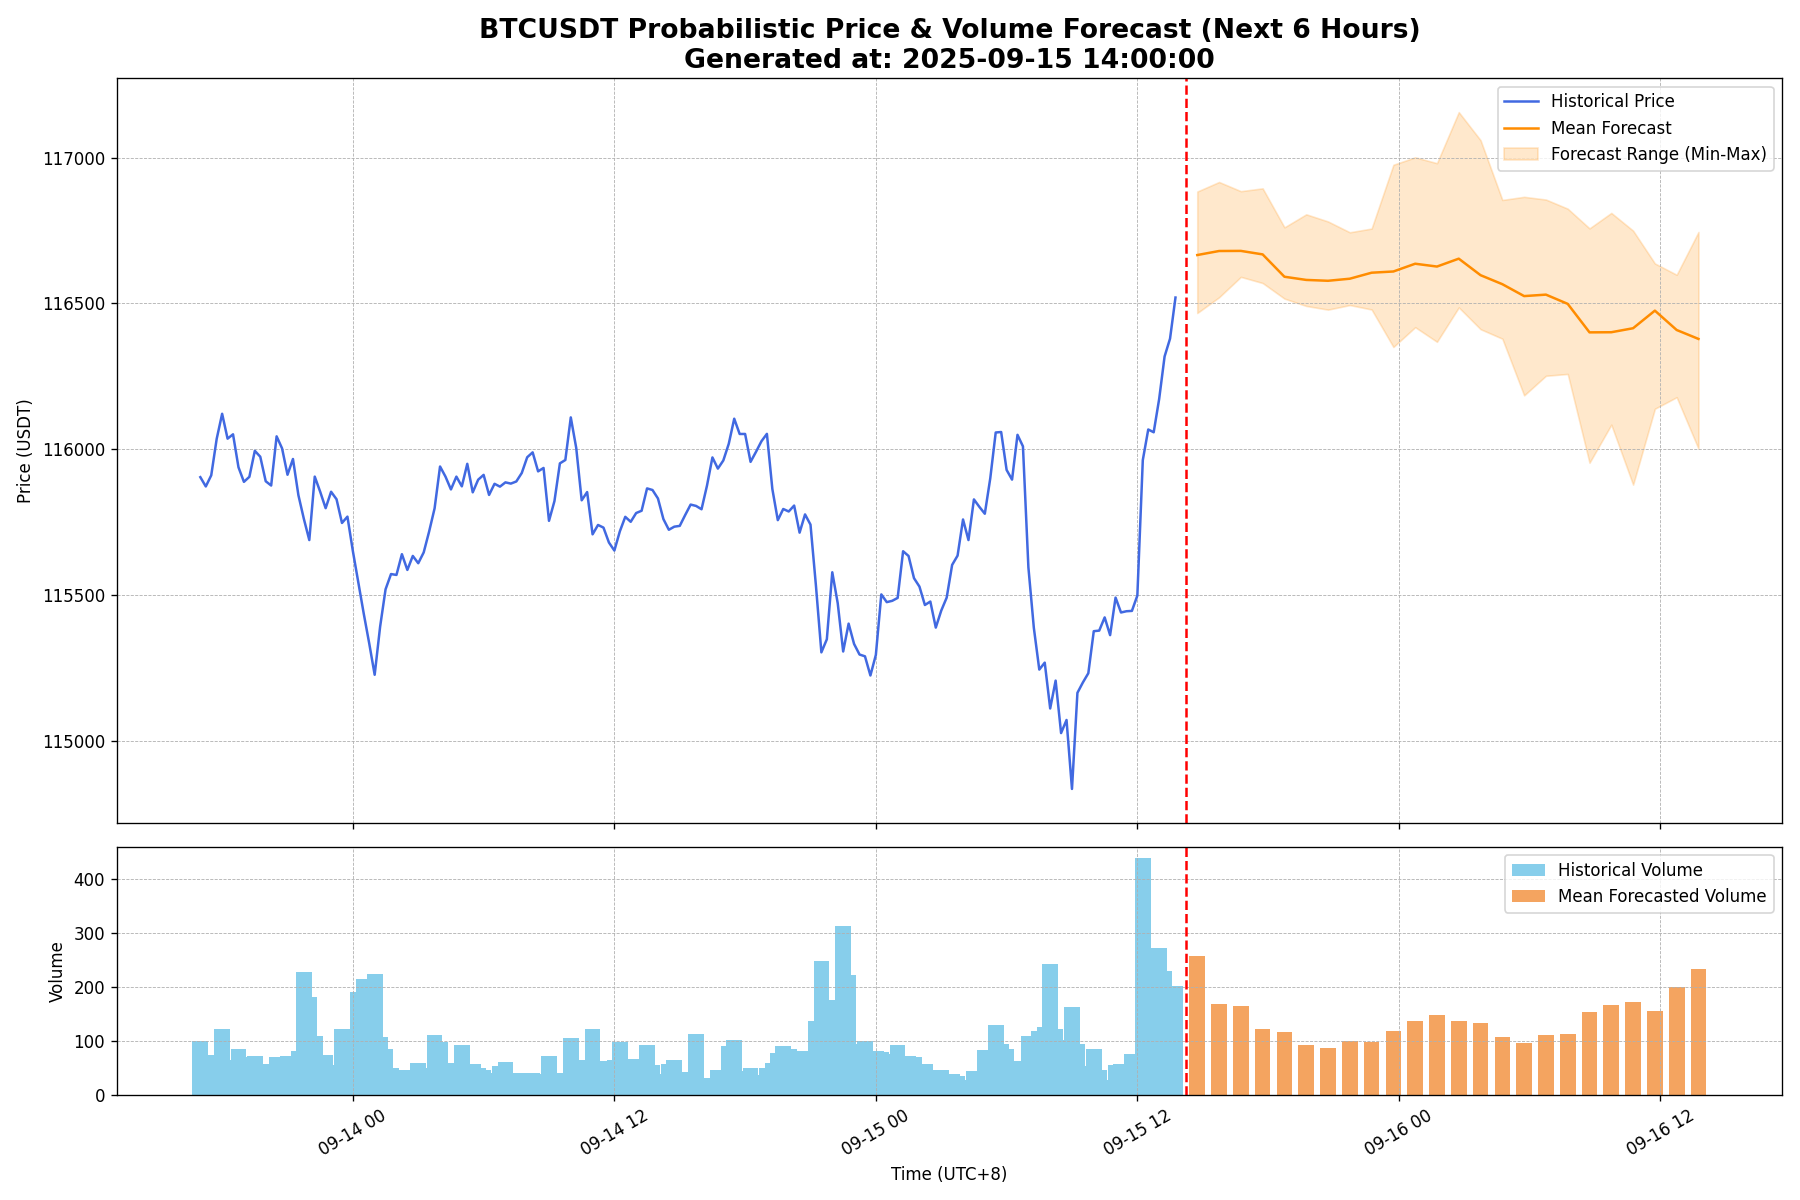 BTCUSDT Probabilistic Price & Volume Forecast (Next 6 Hours)
Generated at: 2025-09-15 14:00:00
Historical Price
Mean Forecast
Forecast Range (Min-Max)
117000
116500
116000
115500
115000
Price (USDT)
Historical Volume
Mean Forecasted Volume
400
300
200
100
0
Volume
09-14 00
09-14 12
09-15 00
09-15 12
09-16 00
09-16 12
Time (UTC+8)